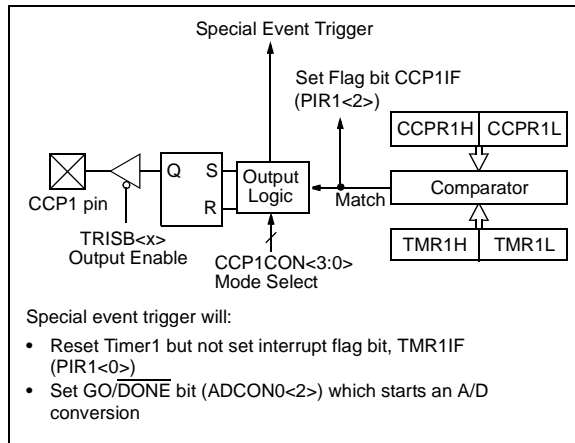 Special Event Trigger
Set Flag bit CCP1IF
(PIR1<2>)
CCPR1H CCPR1L
Q S Output
R Logic
Match
Comparator
CCP1 pin
TRISB<x>
Output Enable
CCP1CON<3:0>
Mode Select
TMR1H TMR1L
Special event trigger will:
• Reset Timer1 but not set interrupt flag bit, TMR1IF
(PIR1<0>)
• Set GO/DONE bit (ADCON0<2>) which starts an A/D
conversion